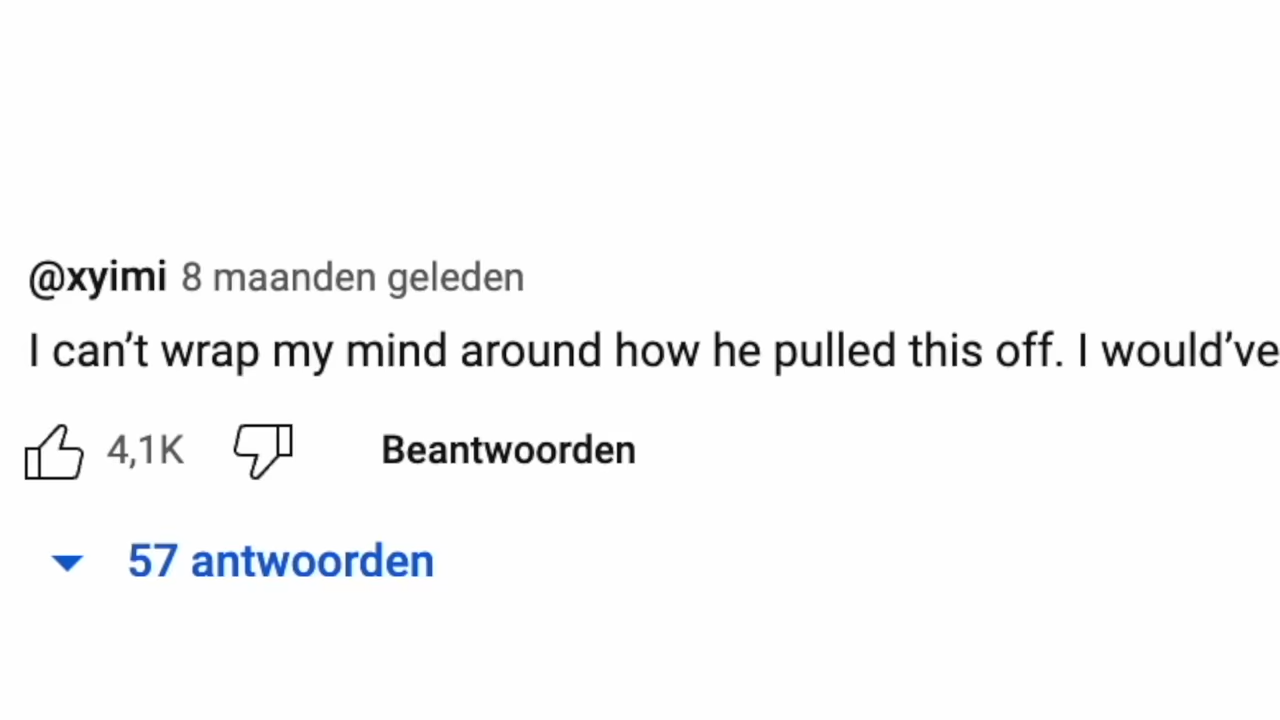 @xyimi 8 maanden geleden
I can’t wrap my mind around how he pulled this off. I would’ve
4,1K Beantwoorden
57 antwoorden